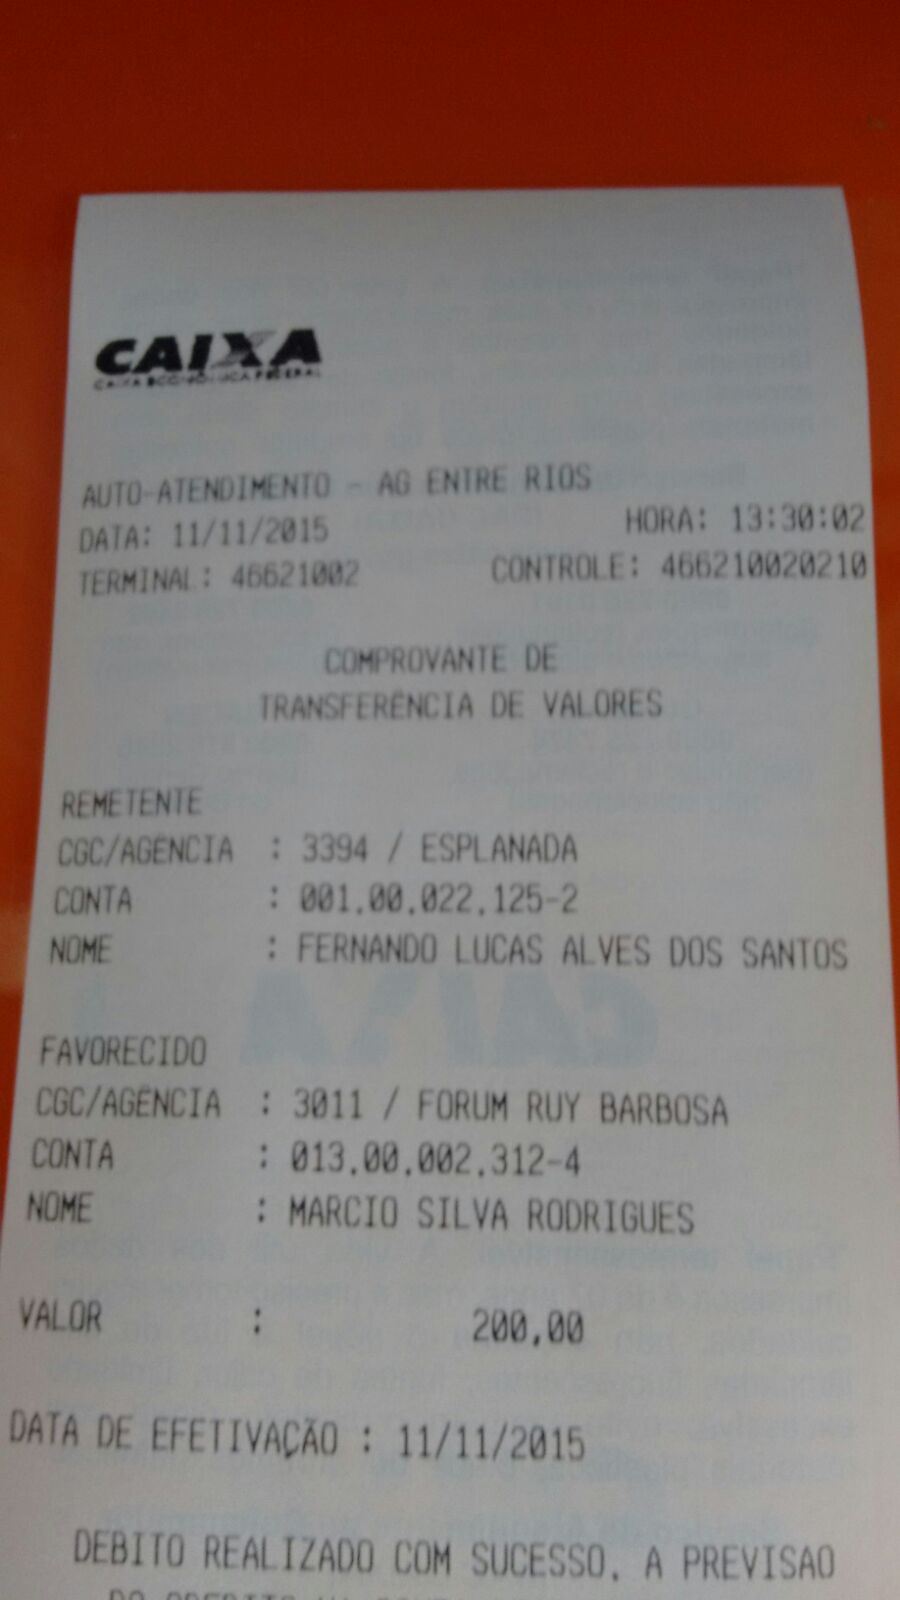 CAIXA
CAIXA ECONÔMICA FEDERAL
AUTO-ATENDIMENTO - AG ENTRE RIOS
DATA: 11/11/2015 HORA: 13:30:02
TERMINAL: 46621002 CONTROLE: 466210020210
COMPROVANTE DE
TRANSFERÊNCIA DE VALORES
REMETENTE
CGC/AGÊNCIA : 3394 / ESPLANADA
CONTA : 001.00.022.125-2
NOME : FERNANDO LUCAS ALVES DOS SANTOS
FAVORECIDO
CGC/AGÊNCIA : 3011 / FORUM RUY BARBOSA
CONTA : 013.00.002.312-4
NOME : MARCIO SILVA RODRIGUES
VALOR : 200,00
DATA DE EFETIVAÇÃO : 11/11/2015
DEBITO REALIZADO COM SUCESSO. A PREVISAO
DO CREDITO